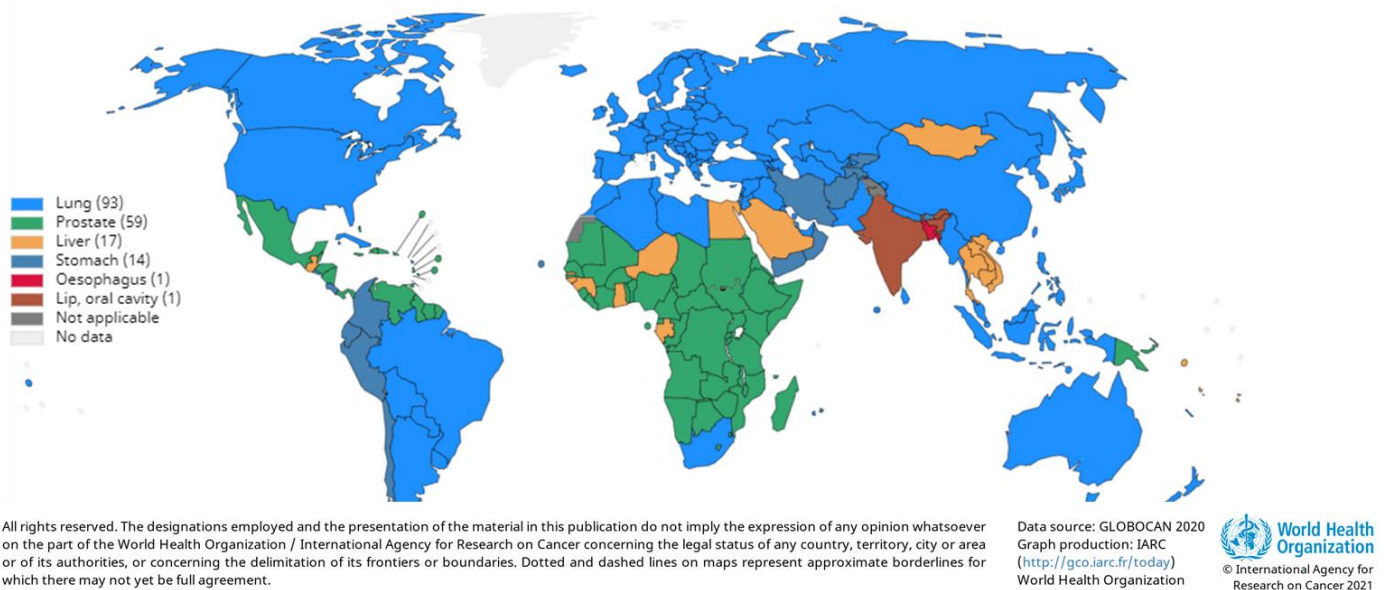 Lung (93)
Prostate (59)
Liver (17)
Stomach (14)
Oesophagus (1)
Lip, oral cavity (1)
Not applicable
No data
All rights reserved. The designations employed and the presentation of the material in this publication do not imply the expression of any opinion whatsoever
on the part of the World Health Organization / International Agency for Research on Cancer concerning the legal status of any country, territory, city or area
or of its authorities, or concerning the delimitation of its frontiers or boundaries. Dotted and dashed lines on maps represent approximate borderlines for
which there may not yet be full agreement.
Data source: GLOBOCAN 2020
Graph production: IARC
(http://gco.iarc.fr/today)
World Health Organization
World Health
Organization
© International Agency for
Research on Cancer 2021